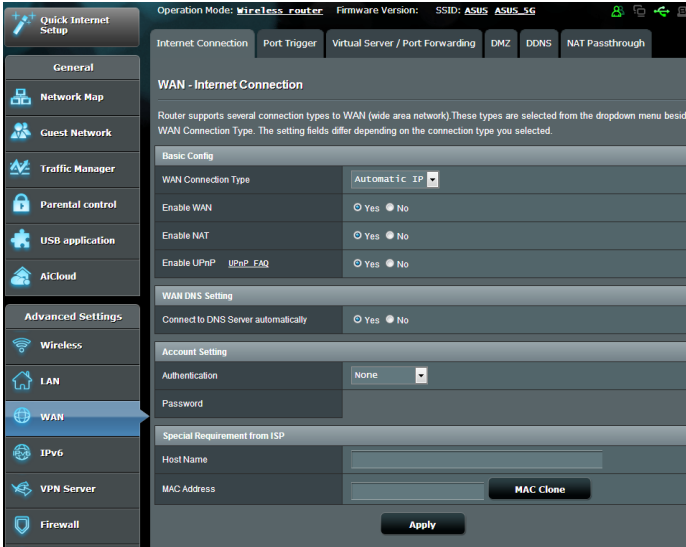 Quick Internet
Setup
General
Network Map
Guest Network
Traffic Manager
Parental control
USB application
AiCloud
Advanced Settings
Wireless
LAN
WAN
IPv6
VPN Server
Firewall
Operation Mode: Wireless router Firmware Version: SSID: ASUS ASUS_5G
Internet Connection Port Trigger Virtual Server / Port Forwarding DMZ DDNS NAT Passthrough
WAN - Internet Connection
Router supports several connection types to WAN (wide area network).These types are selected from the dropdown menu besid
WAN Connection Type. The setting fields differ depending on the connection type you selected.
Basic Config
WAN Connection Type Automatic IP
Enable WAN Yes No
Enable NAT Yes No
Enable UPnP UPnP FAQ Yes No
WAN DNS Setting
Connect to DNS Server automatically Yes No
Account Setting
Authentication None
Password
Special Requirement from ISP
Host Name
MAC Address MAC Clone
Apply